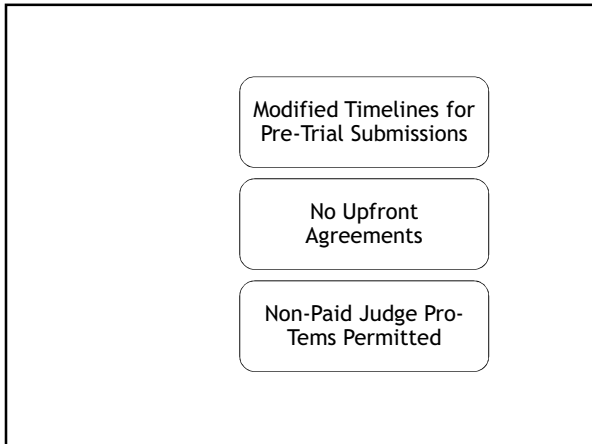 Modified Timelines for
Pre-Trial Submissions
No Upfront
Agreements
Non-Paid Judge Pro-
Tems Permitted